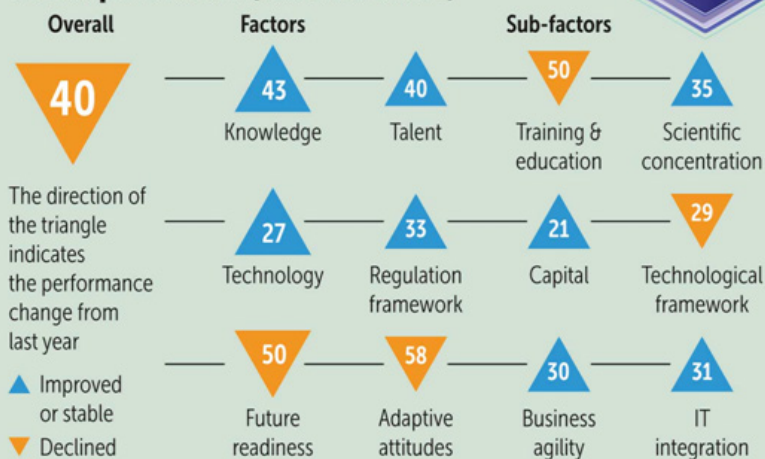 Overall Factors Sub-factors
40
43 40 50 35
Knowledge Talent Training & Scientific
education concentration
The direction of
the triangle
indicates
the performance
change from
last year
27 33 21 29
Technology Regulation Capital Technological
framework framework
50 58 30 31
Improved
or stable
Declined
Future Adaptive Business IT
readiness attitudes agility integration